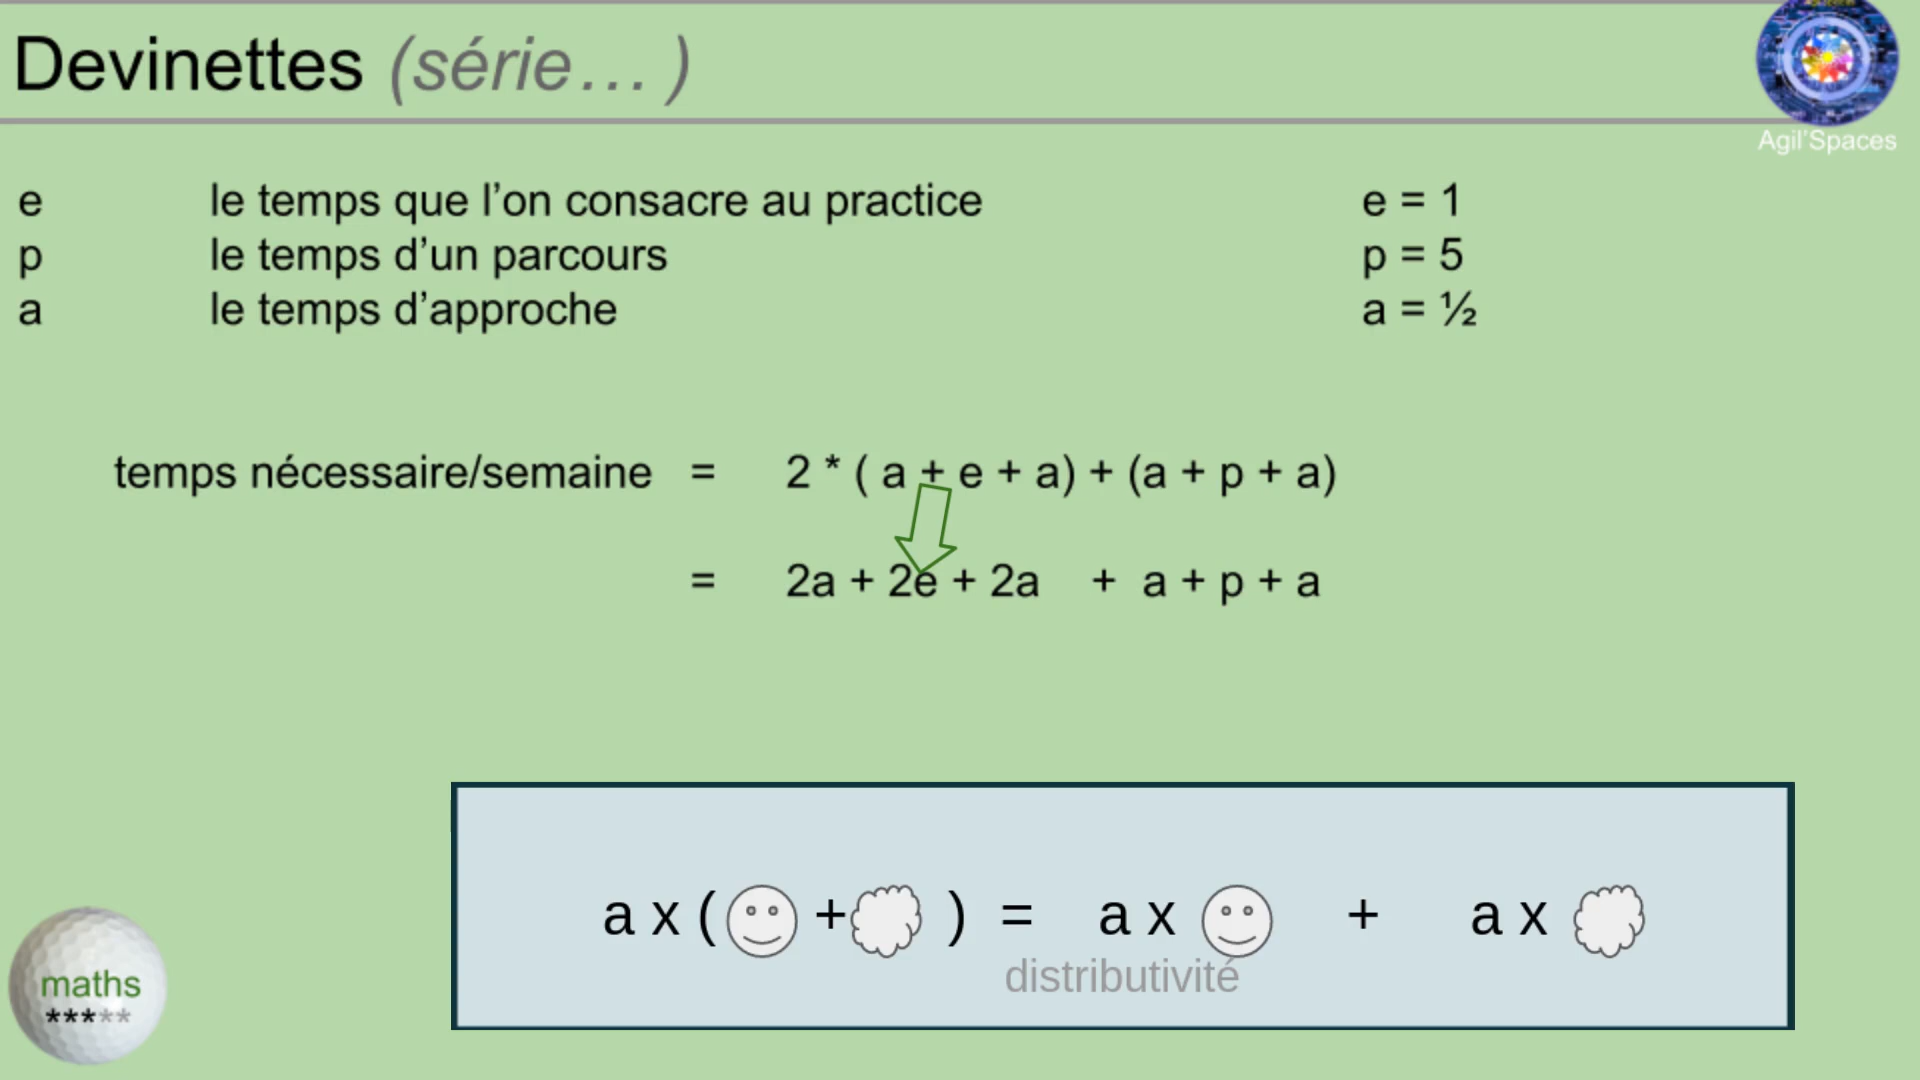 Devinettes (série… )
Agil'Spaces
e le temps que l’on consacre au practice e = 1
p le temps d’un parcours p = 5
a le temps d’approche a = ½
temps nécessaire/semaine = 2 * ( a + e + a) + (a + p + a)
= 2a + 2e + 2a + a + p + a
a x ( + ) = a x + a x
distributivité
maths
*****